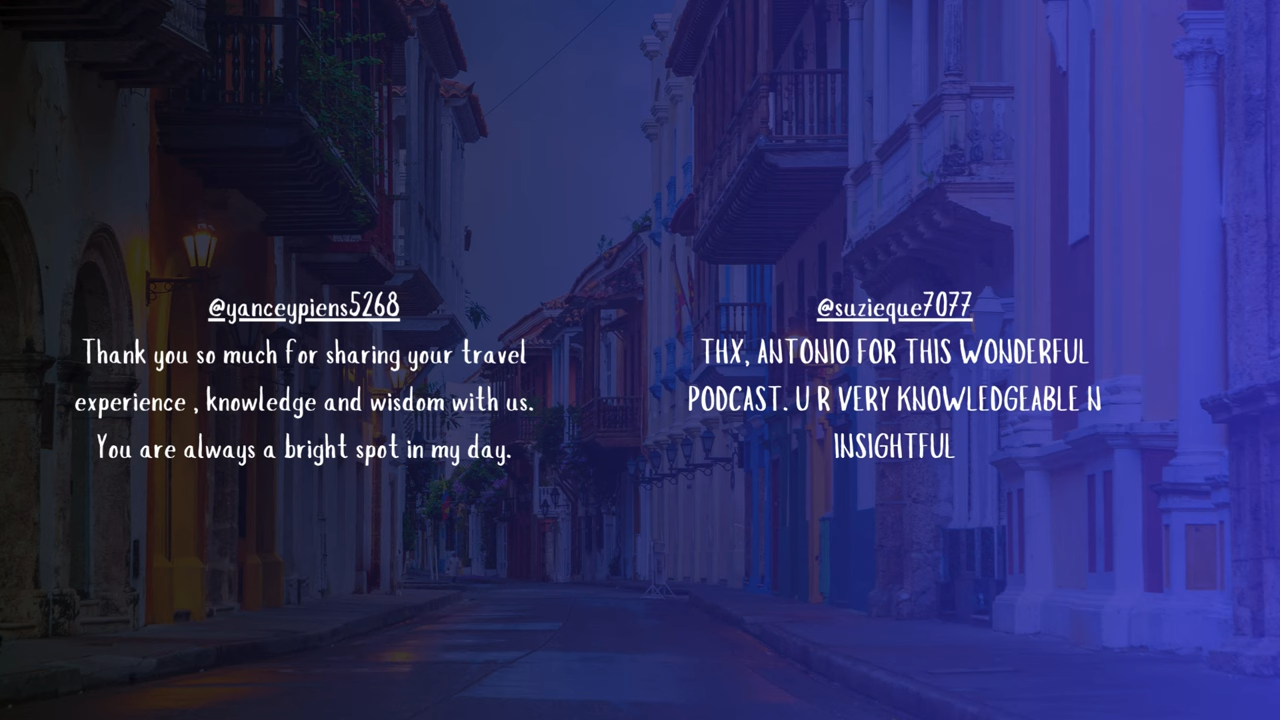 @yanceypiens5268
Thank you so much for sharing your travel
experience , knowledge and wisdom with us.
You are always a bright spot in my day.
@suzieque7077
THX, ANTONIO FOR THIS WONDERFUL
PODCAST. U R VERY KNOWLEDGEABLE N
INSIGHTFUL